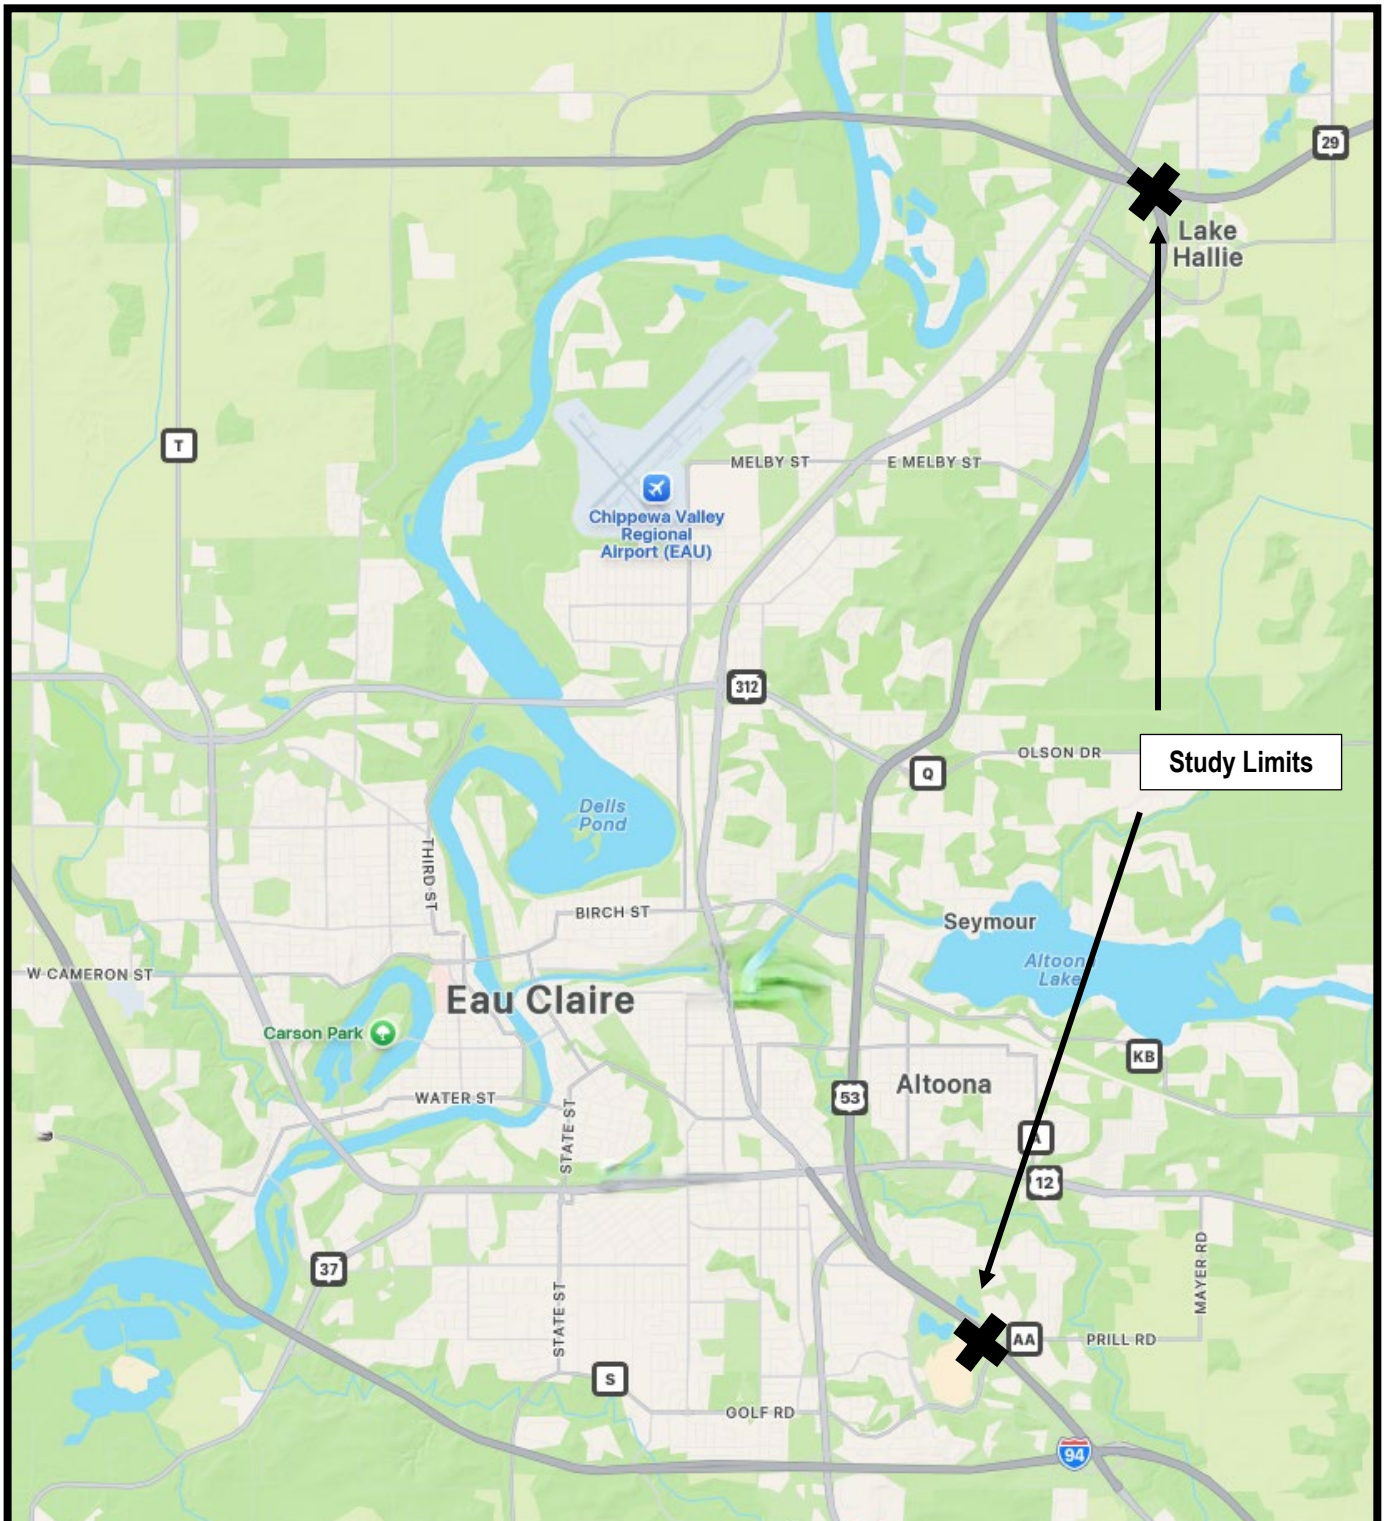 29
Lake
Hallie
T
MELBY ST
E MELBY ST
Chippewa Valley
Regional
Airport (EAU)
312
OLSON DR
Study Limits
Q
Dells
Pond
THIRD ST
BIRCH ST
Seymour
Altoona
Lake
W CAMERON ST
Eau Claire
Carson Park
KB
Altoona
WATER ST
53
STATE ST
A
12
37
MAYER RD
STATE ST
AA
PRILL RD
S
GOLF RD
94